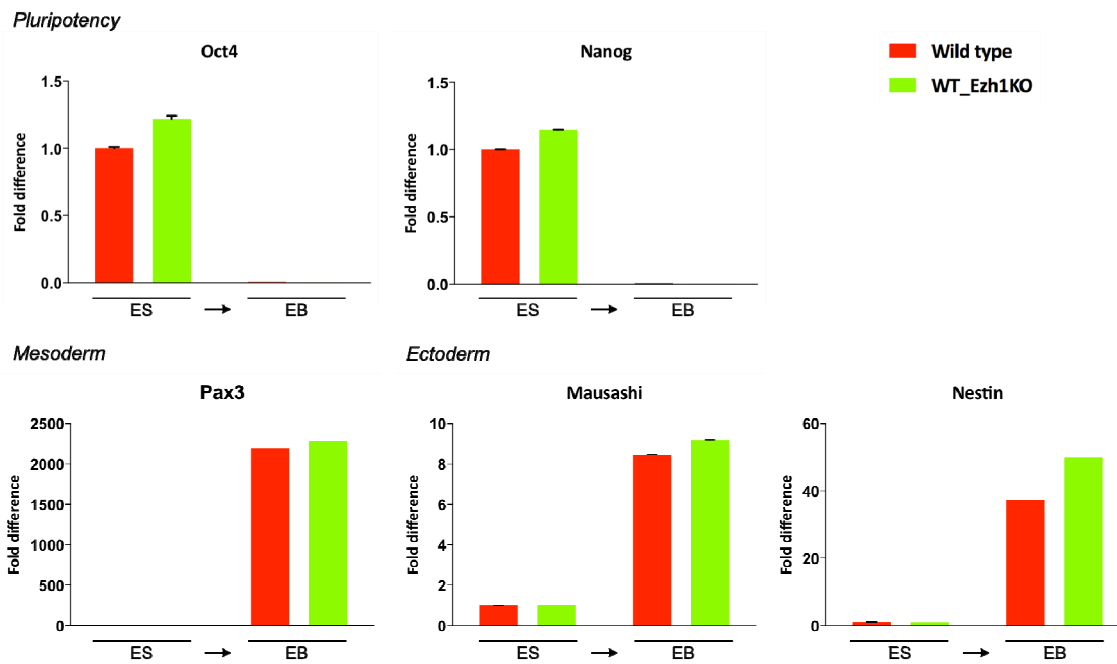 Pluripotency
Oct4
Fold difference
1.5
1.0
0.5
0.0
ES
EB
Nanog
Fold difference
1.5
1.0
0.5
0.0
ES
EB
Wild type
WT_Ezh1KO
Mesoderm
Pax3
Fold difference
2500
2000
1500
1000
500
0
ES
EB
Ectoderm
Mausashi
Fold difference
10
8
6
4
2
0
ES
EB
Nestin
Fold difference
60
40
20
0
ES
EB